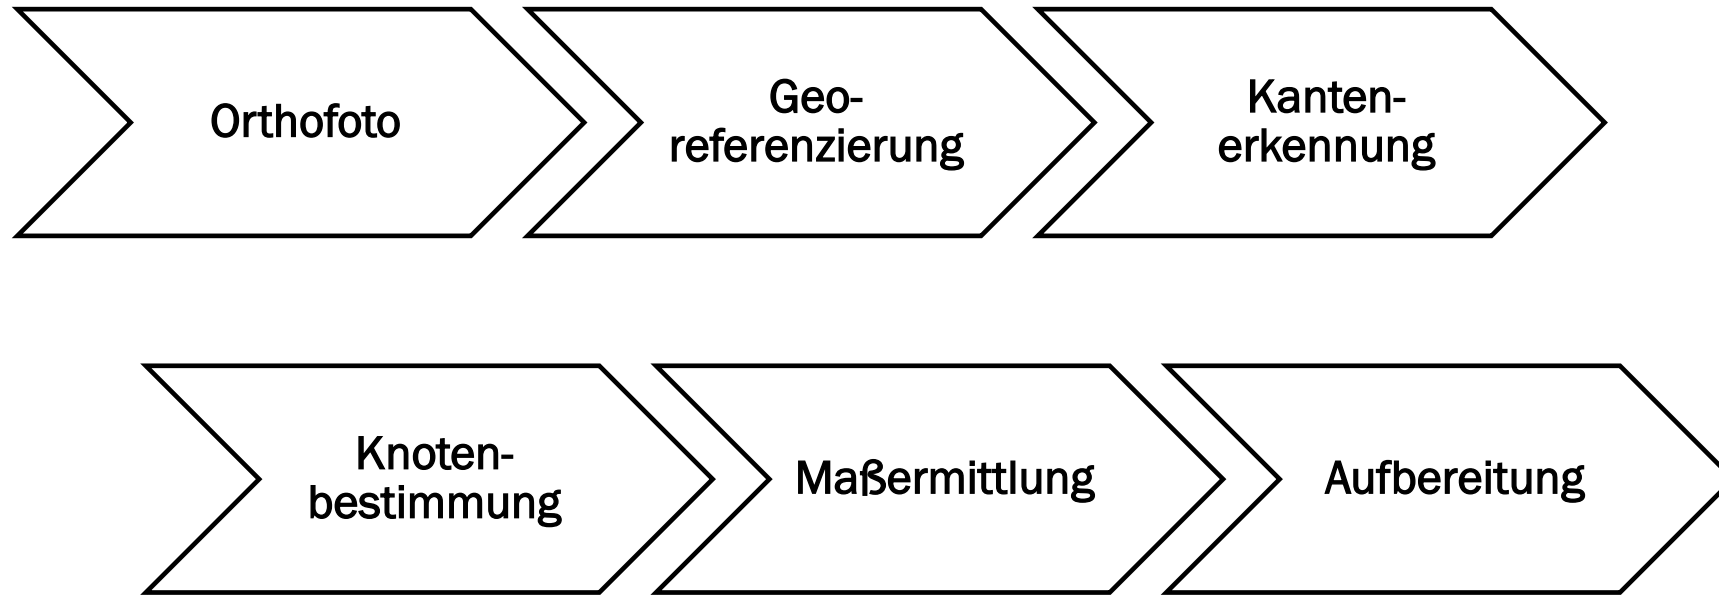 Orthofoto
Geo-
referenzierung
Kanten-
erkennung
Knoten-
bestimmung
Maßermittlung
Aufbereitung